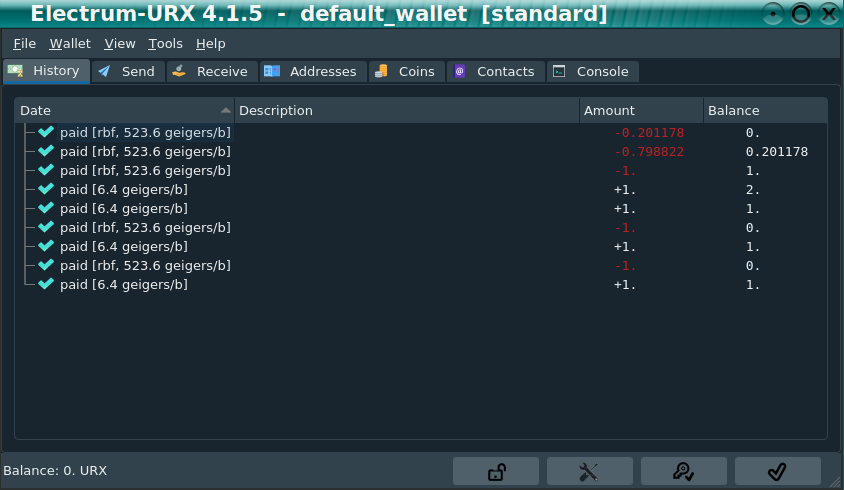 Electrum-URX 4.1.5 - default_wallet [standard]
File Wallet View Tools Help
History Send Receive Addresses Coins Contacts Console
Date Description Amount Balance
paid [rbf, 523.6 geigers/b] -0.201178 0.
paid [rbf, 523.6 geigers/b] -0.798822 0.201178
paid [rbf, 523.6 geigers/b] -1. 1.
paid [6.4 geigers/b] +1. 2.
paid [6.4 geigers/b] +1. 1.
paid [rbf, 523.6 geigers/b] -1. 0.
paid [6.4 geigers/b] +1. 1.
paid [rbf, 523.6 geigers/b] -1. 0.
paid [6.4 geigers/b] +1. 1.
Balance: 0. URX